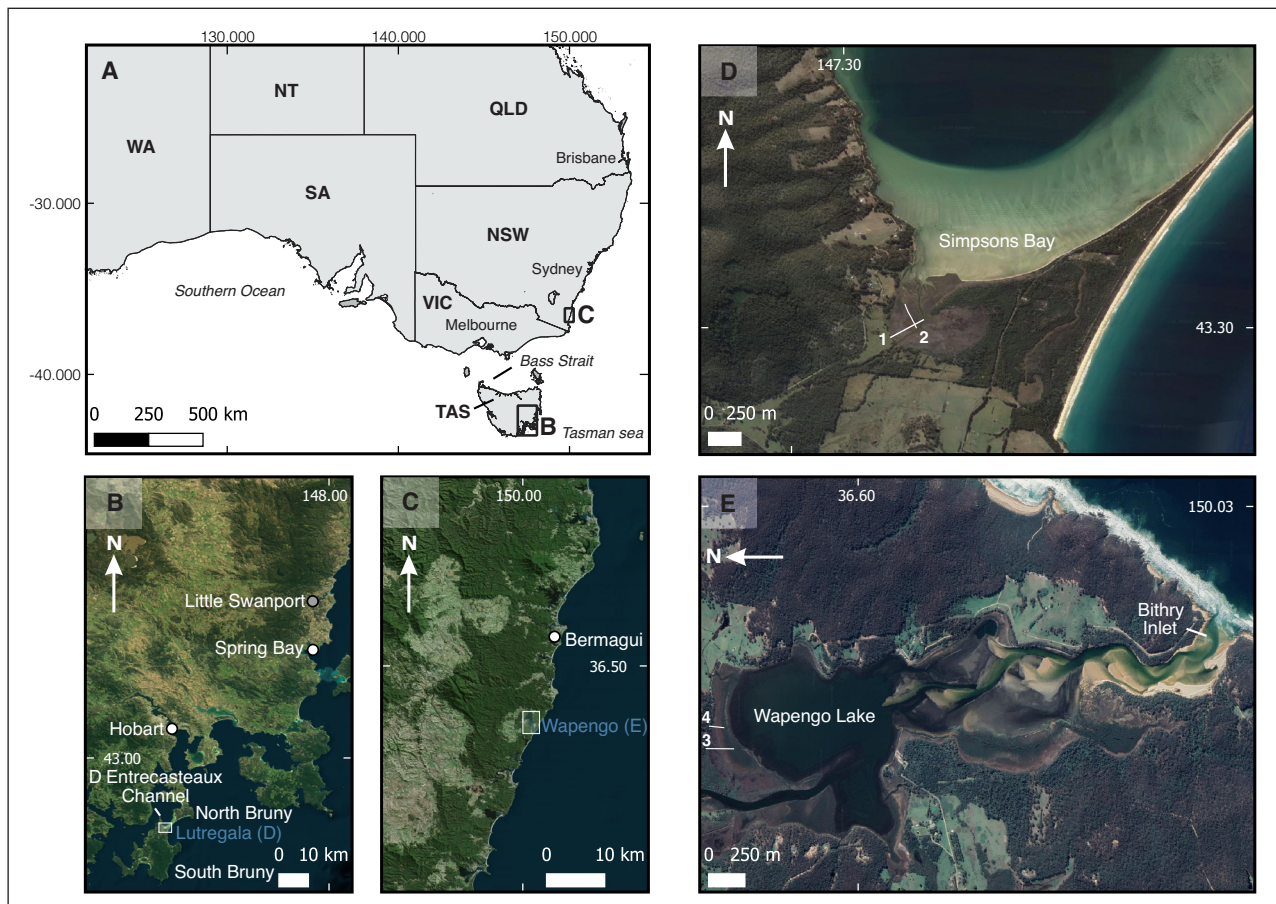 130.000 140.000 150.000
A
NT
QLD
WA
Brisbane
SA
-30.000
NSW
Sydney
Southern Ocean
VIC
C
Melbourne
Bass Strait
-40.000
0 250 500 km
TAS
B
Tasman sea
D
147.30
N
Simpsons Bay
1 2
43.30
0 250 m
B
148.00
N
Little Swanport
Spring Bay
Hobart
43.00
D Entrecasteaux
Channel
North Bruny
Lutregala (D)
0 10 km
South Bruny
C
150.00
N
Bermagui
36.50
Wapengo (E)
0 10 km
E
36.60
150.03
N
Bithry
Inlet
Wapengo Lake
4
3
0 250 m